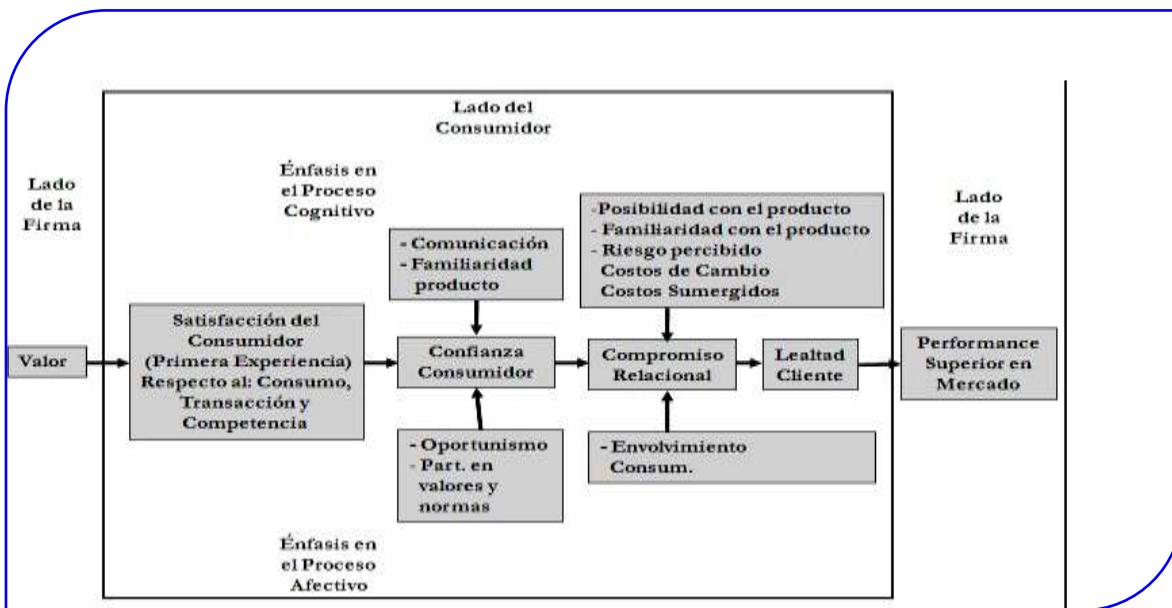 Lado del
Consumidor
Lado
de la
Firma
Énfasis en
el Proceso
Cognitivo
Lado
de la
Firma
- Comunicación
- Familiaridad
producto
-Posibilidad con el producto
- Familiaridad con el producto
- Riesgo percibido
Costos de Cambio
Costos Sumergidos
Valor
Satisfacción del
Consumidor
(Primera Experiencia)
Respecto al: Consumo,
Transacción y
Competencia
Confianza
Consumidor
Compromiso
Relacional
Lealtad
Cliente
Performance
Superior en
Mercado
- Oportunismo
- Part. en
valores y
normas
- Envolvimiento
Consum.
Énfasis en
el Proceso
Afectivo